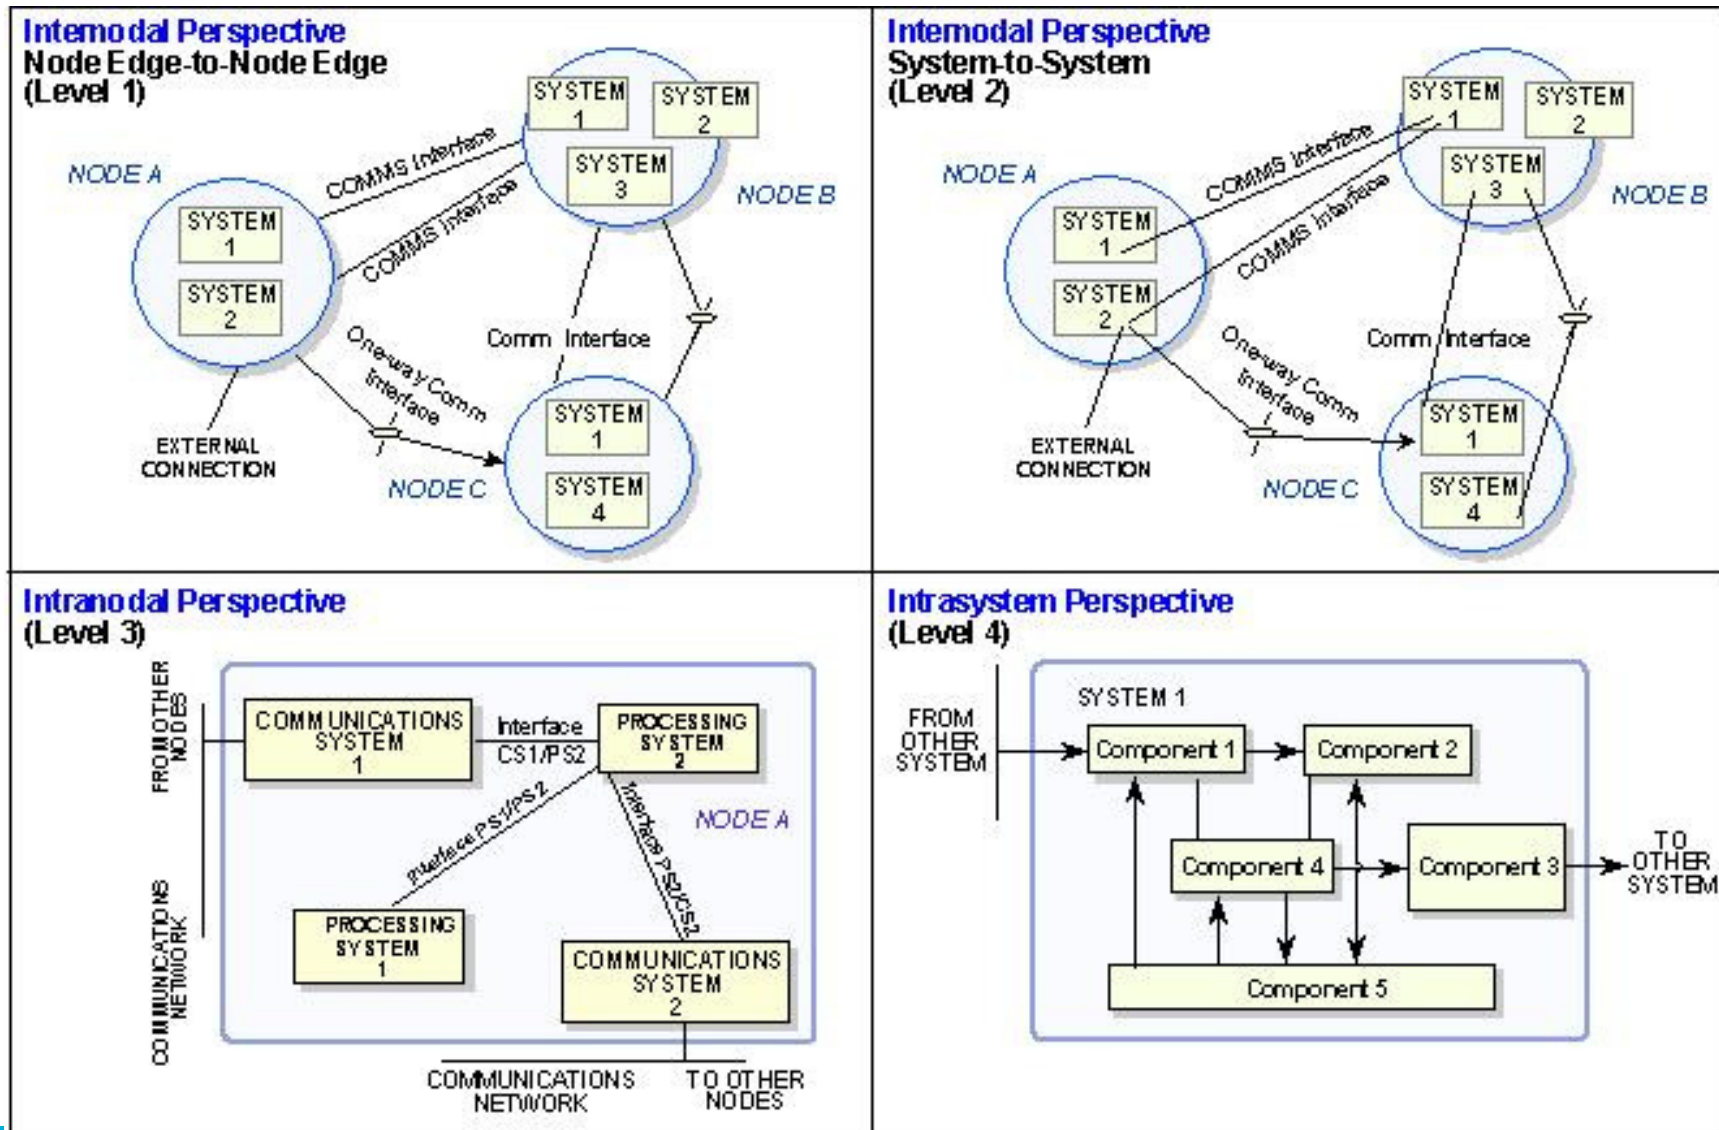 Internodal Perspective
Node Edge-to-Node Edge
(Level 1)
SYSTEM
1
SYSTEM
2
SYSTEM
3
NODE A
NODE B
COMMS Interface
COMMS Interface
SYSTEM
1
SYSTEM
2
One-way Comm
Interface
Comm Interface
EXTERNAL
CONNECTION
NODE C
SYSTEM
1
SYSTEM
4
Internodal Perspective
System-to-System
(Level 2)
SYSTEM
1
SYSTEM
2
SYSTEM
3
NODE A
NODE B
COMMS Interface
COMMS Interface
SYSTEM
1
SYSTEM
2
One-way Comm
Interface
Comm Interface
EXTERNAL
CONNECTION
NODE C
SYSTEM
1
SYSTEM
4
Intranodal Perspective
(Level 3)
FROM OTHER
NODES
COMMUNICATIONS
SYSTEM
1
Interface
CS1/PS2
PROCESSING
SYSTEM
2
Interface PS1/PS2
Interface PS2/CS2
NODE A
COMMUNICATIONS
NETWORK
PROCESSING
SYSTEM
1
COMMUNICATIONS
SYSTEM
2
COMMUNICATIONS
NETWORK
TO OTHER
NODES
Intrasystem Perspective
(Level 4)
SYSTEM 1
FROM
OTHER
SYSTEM
Component 1
Component 2
Component 4
Component 3
TO
OTHER
SYSTEM
Component 5